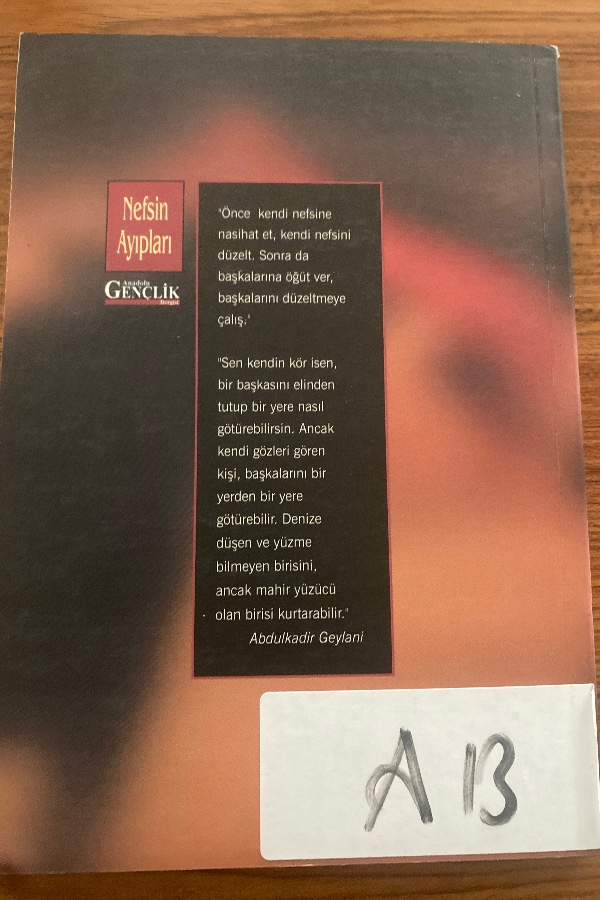 Nefsin
Ayıpları
Anadolu
GENÇLİK
Dergisi
"Önce kendi nefsine
nasihat et, kendi nefsini
düzelt. Sonra da
başkalarına öğüt ver,
başkalarını düzeltmeye
çalış."
"Sen kendin kör isen,
bir başkasını elinden
tutup bir yere nasıl
götürebilirsin. Ancak
kendi gözleri gören
kişi, başkalarını bir
yerden bir yere
götürebilir. Denize
düşen ve yüzme
bilmeyen birisini,
ancak mahir yüzücü
olan birisi kurtarabilir."
Abdulkadir Geylani
AB